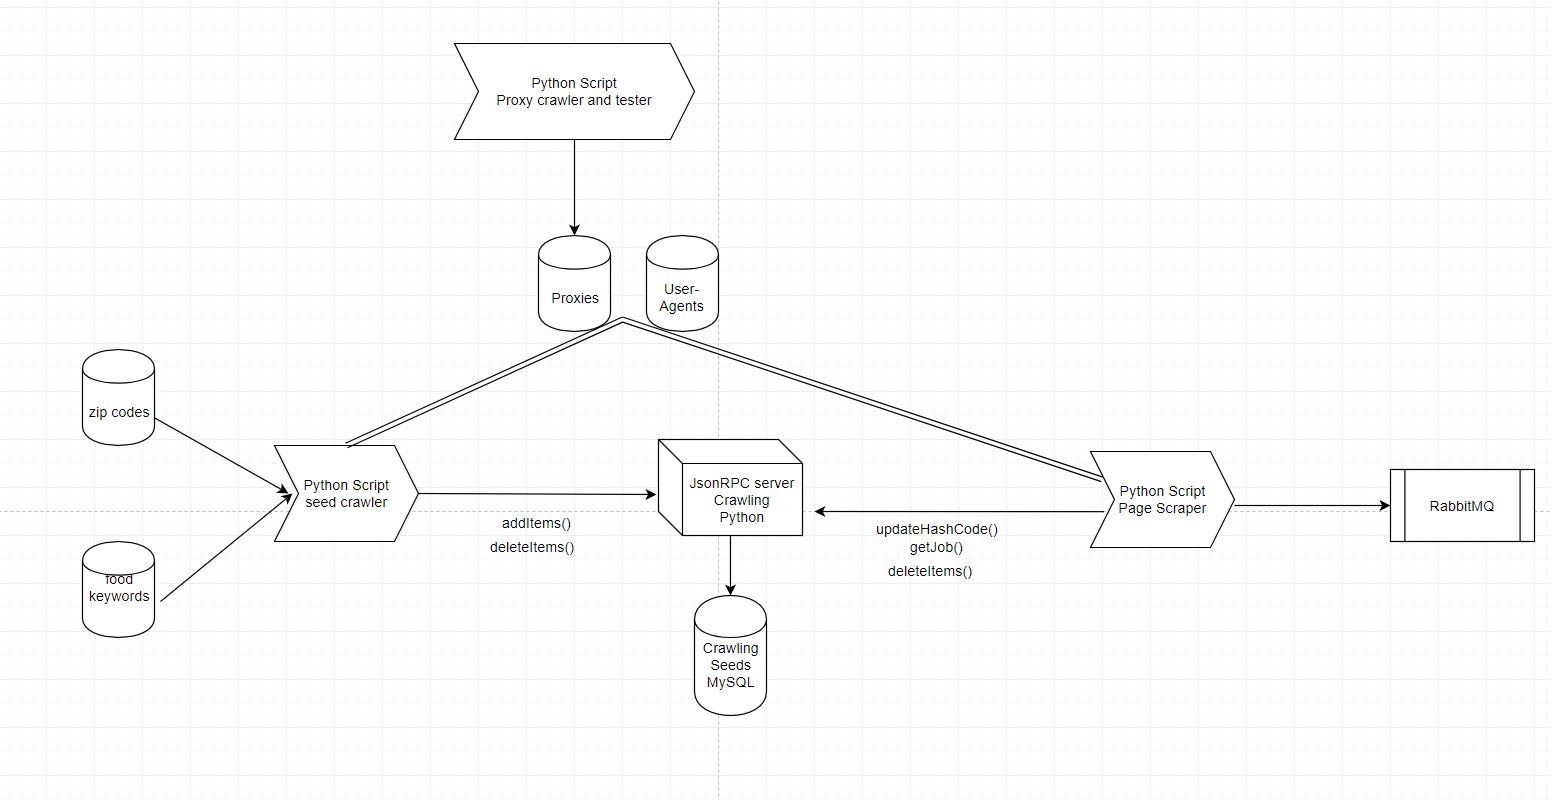 Python Script
Proxy crawler and tester
Proxies
User-
Agents
zip codes
food
keywords
Python Script
seed crawler
addItems()
deleteItems()
JsonRPC server
Crawling
Python
Crawling
Seeds
MySQL
updateHashCode()
getJob()
deleteItems()
Python Script
Page Scraper
RabbitMQ